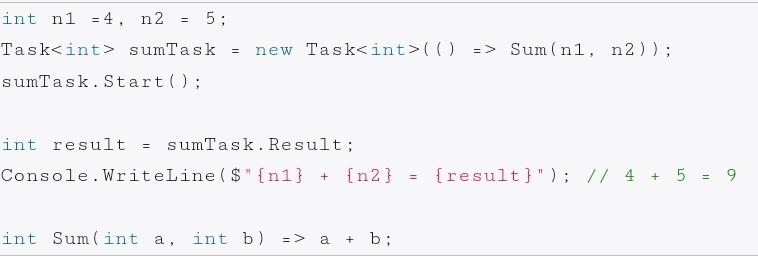 int n1 =4, n2 = 5;
Task<int> sumTask = new Task<int>(() => Sum(n1, n2));
sumTask.Start();
int result = sumTask.Result;
Console.WriteLine($"{n1} + {n2} = {result}"); // 4 + 5 = 9
int Sum(int a, int b) => a + b;